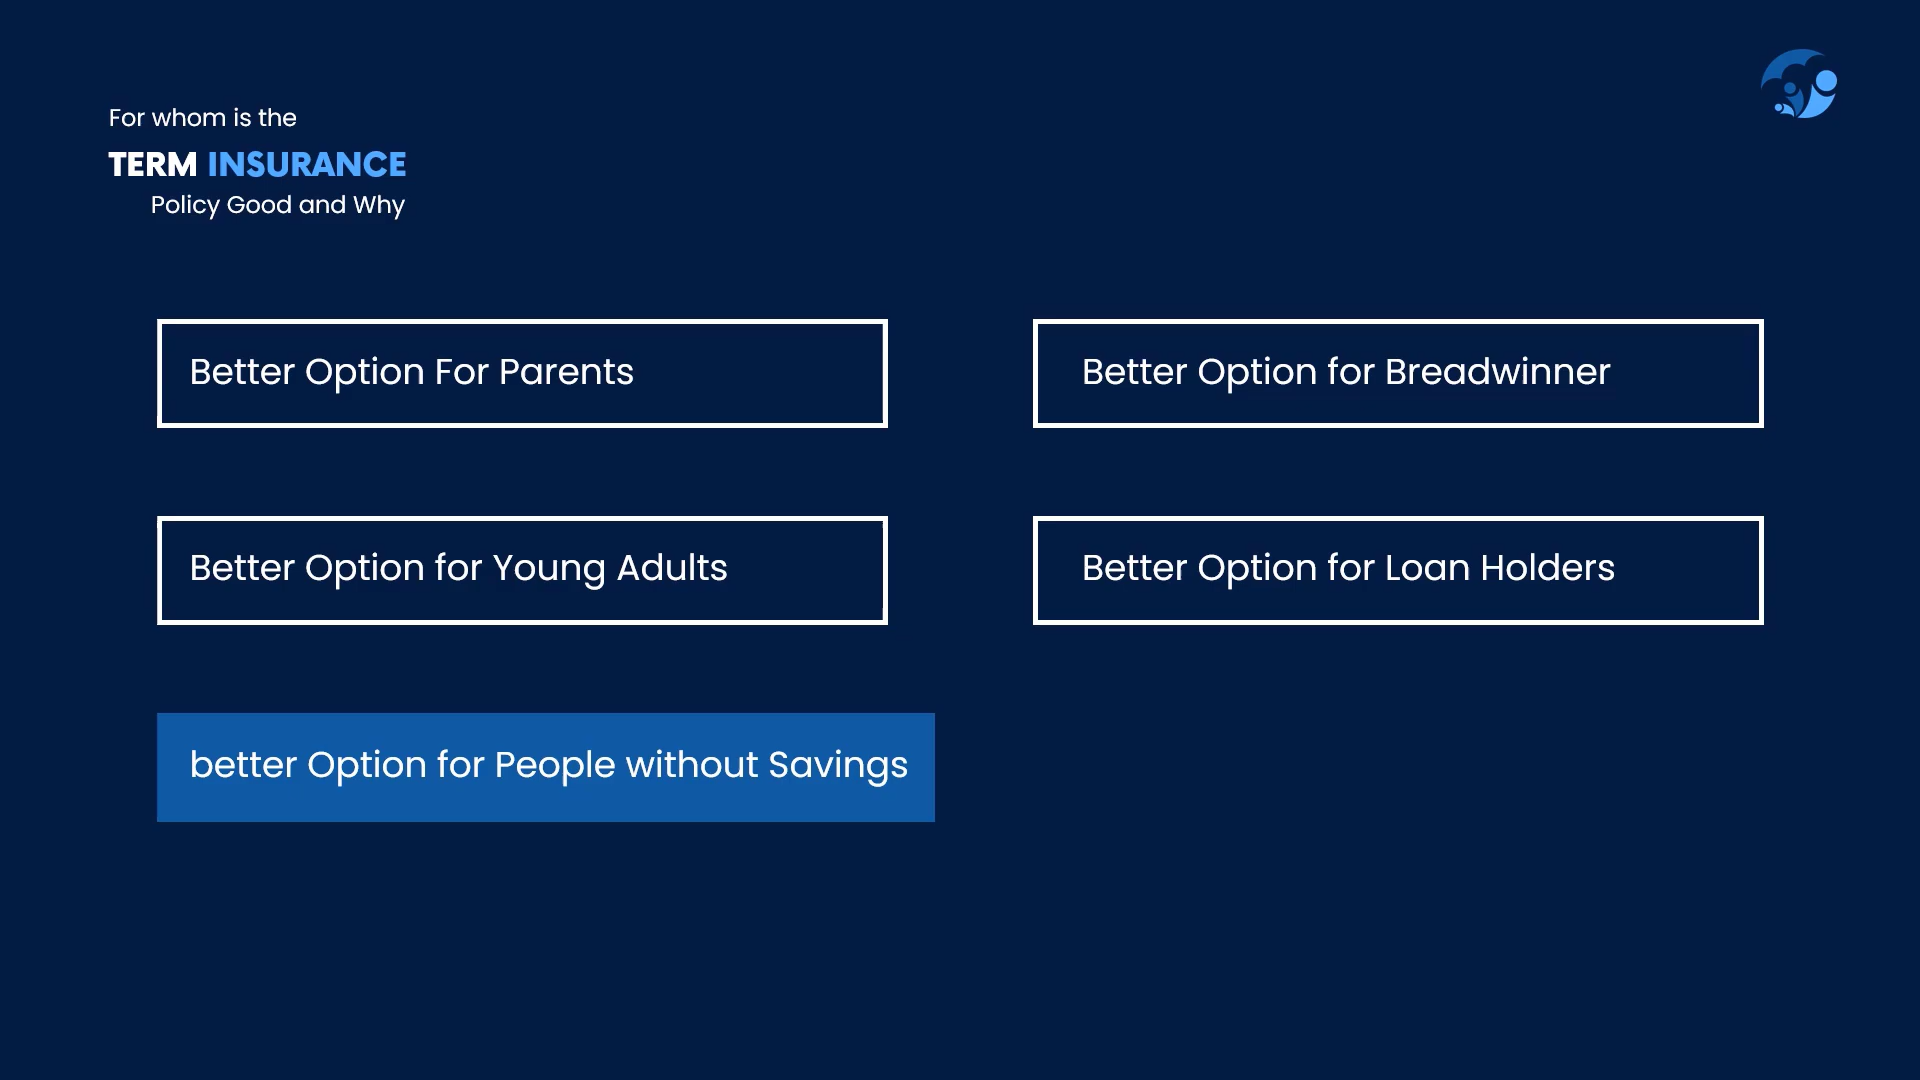 For whom is the
TERM INSURANCE
Policy Good and Why
Better Option For Parents
Better Option for Breadwinner
Better Option for Young Adults
Better Option for Loan Holders
better Option for People without Savings